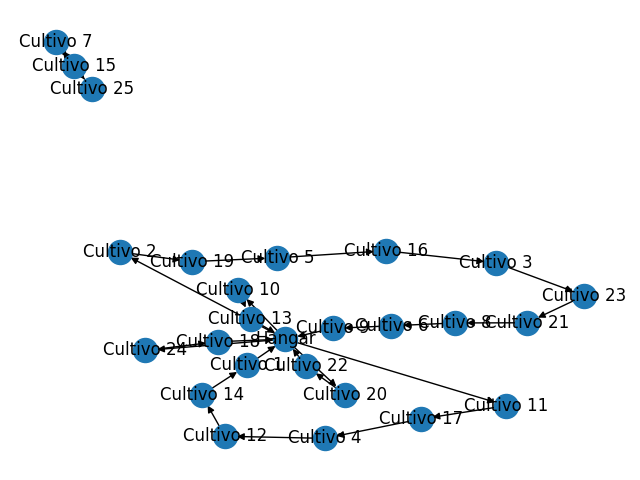 Cultivo 7
Cultivo 15
Cultivo 25
Cultivo 2
Cultivo 19
Cultivo 5
Cultivo 16
Cultivo 3
Cultivo 23
Cultivo 10
Cultivo 13
Cultivo 9
Cultivo 6
Cultivo 8
Cultivo 21
Cultivo 24
Cultivo 18
Hangar
Cultivo 1
Cultivo 22
Cultivo 14
Cultivo 20
Cultivo 11
Cultivo 17
Cultivo 12
Cultivo 4